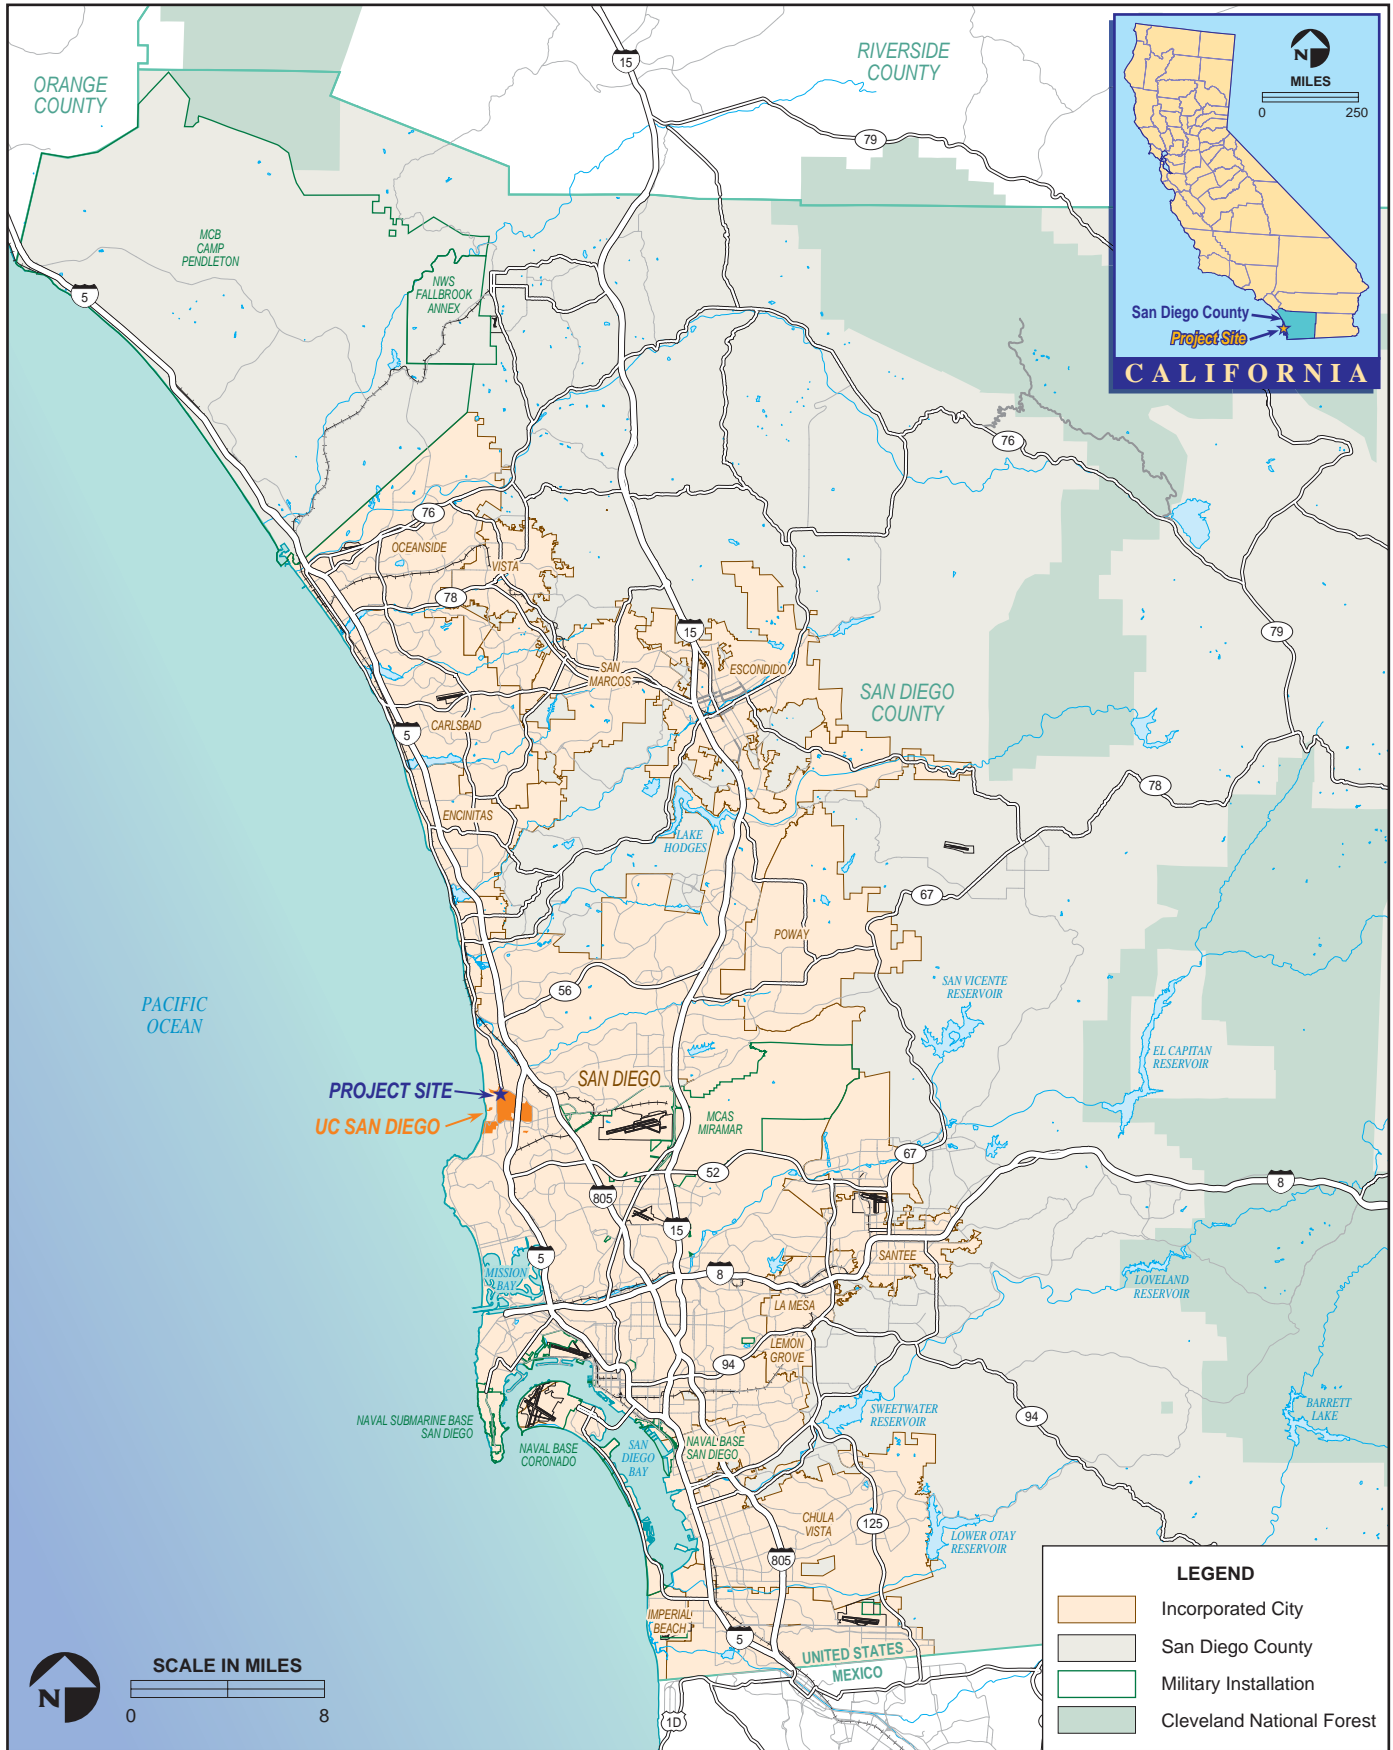 ORANGE
COUNTY
RIVERSIDE
COUNTY
15
79
N
MILES
0 250
San Diego County
Project Site
CALIFORNIA
MCB
CAMP
PENDLETON
NWS
FALLBROOK
ANNEX
5
76
76
OCEANSIDE
VISTA
78
15
79
SAN
MARCOS
ESCONDIDO
SAN DIEGO
COUNTY
CARLSBAD
5
78
ENCINITAS
LAKE
HODGES
67
POWAY
56
SAN VICENTE
RESERVOIR
PACIFIC
OCEAN
EL CAPITAN
RESERVOIR
PROJECT SITE
SAN DIEGO
UC SAN DIEGO
MCAS
MIRAMAR
67
52
8
805
15
5
SANTEE
MISSION
BAY
8
LOVELAND
RESERVOIR
LA MESA
LEMON
GROVE
94
NAVAL SUBMARINE BASE
SAN DIEGO
SWEETWATER
RESERVOIR
94
BARRETT
LAKE
NAVAL BASE
CORONADO
SAN
DIEGO
BAY
NAVAL BASE
SAN DIEGO
CHULA
VISTA
125
LOWER OTAY
RESERVOIR
805
IMPERIAL
BEACH
5
UNITED STATES
MEXICO
1D
LEGEND
Incorporated City
San Diego County
Military Installation
Cleveland National Forest
N
SCALE IN MILES
0 8